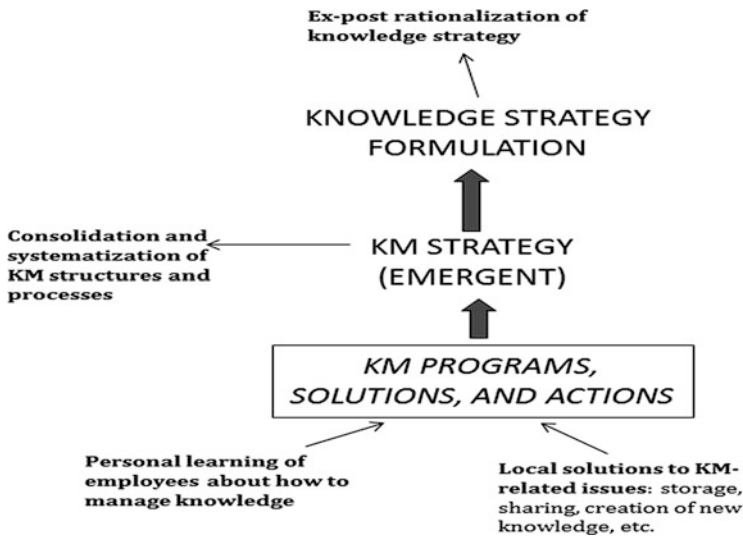 Ex-post rationalization of
knowledge strategy
KNOWLEDGE STRATEGY
FORMULATION
Consolidation and
systematization of
KM structures and
processes
KM STRATEGY
(EMERGENT)
KM PROGRAMS,
SOLUTIONS, AND ACTIONS
Personal learning of
employees about how to
manage knowledge
Local solutions to KM-
related issues: storage,
sharing, creation of new
knowledge, etc.